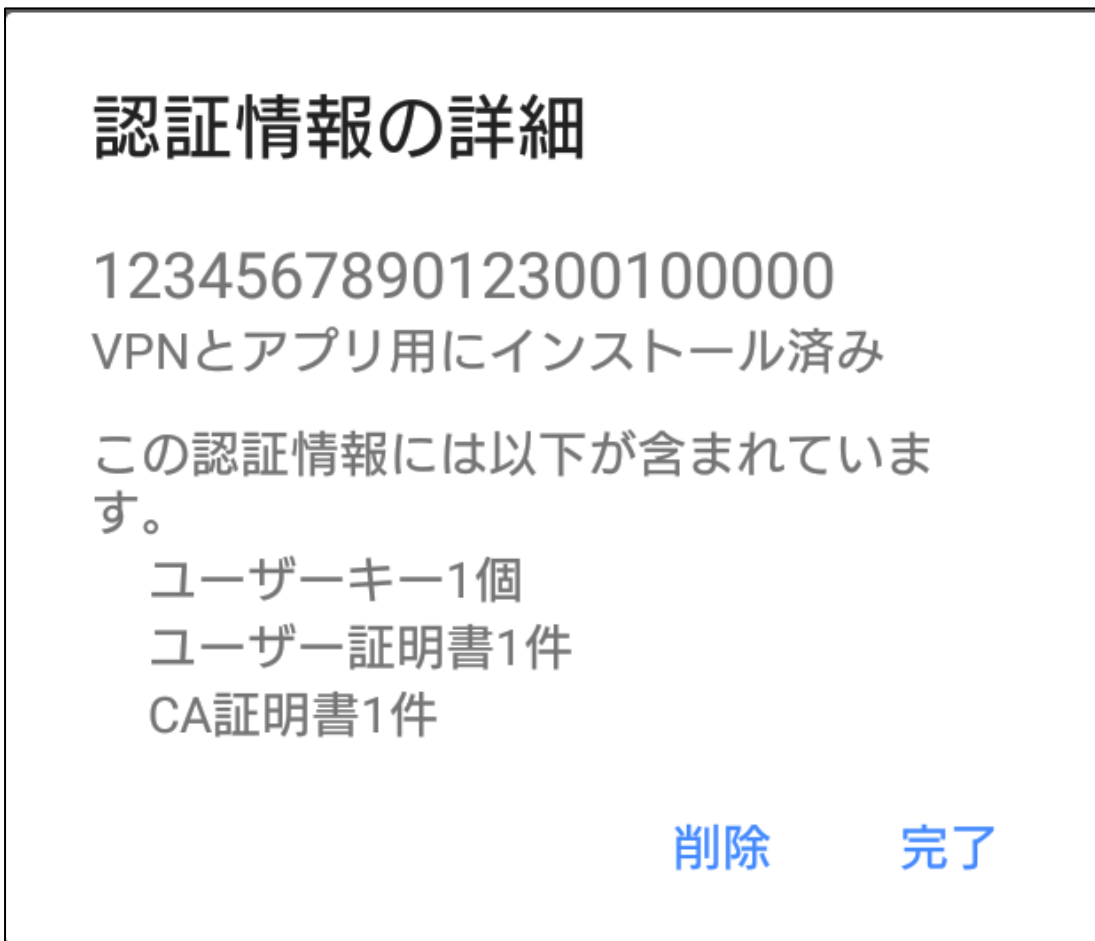 認証情報の詳細
123456789012300100000
VPNとアプリ用にインストール済み
この認証情報には以下が含まれていま
す。
ユーザーキー1個
ユーザー証明書1件
CA証明書1件
削除 完了